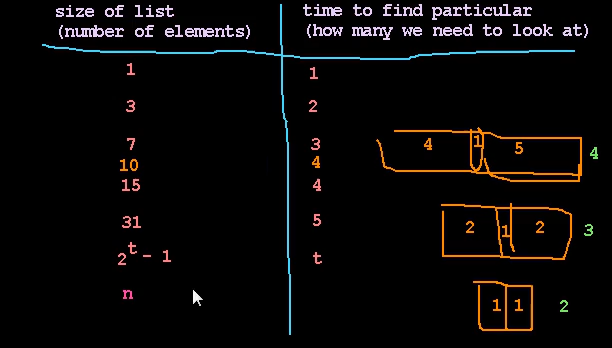 size of list
(number of elements)
time to find particular
(how many we need to look at)
1 1
3 2
7 3
10 4
15 4
31 5
2^t - 1 t
n
4 1 5 4
2 1 2 3
1 1 2